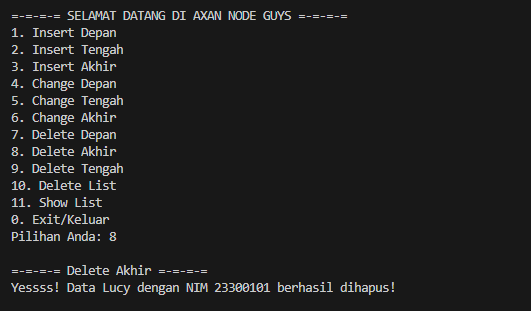 =-=-=-= SELAMAT DATANG DI AXAN NODE GUYS =-=-=-=
1. Insert Depan
2. Insert Tengah
3. Insert Akhir
4. Change Depan
5. Change Tengah
6. Change Akhir
7. Delete Depan
8. Delete Akhir
9. Delete Tengah
10. Delete List
11. Show List
0. Exit/Keluar
Pilihan Anda: 8
=-=-=-= Delete Akhir =-=-=-=
Yessss! Data Lucy dengan NIM 23300101 berhasil dihapus!